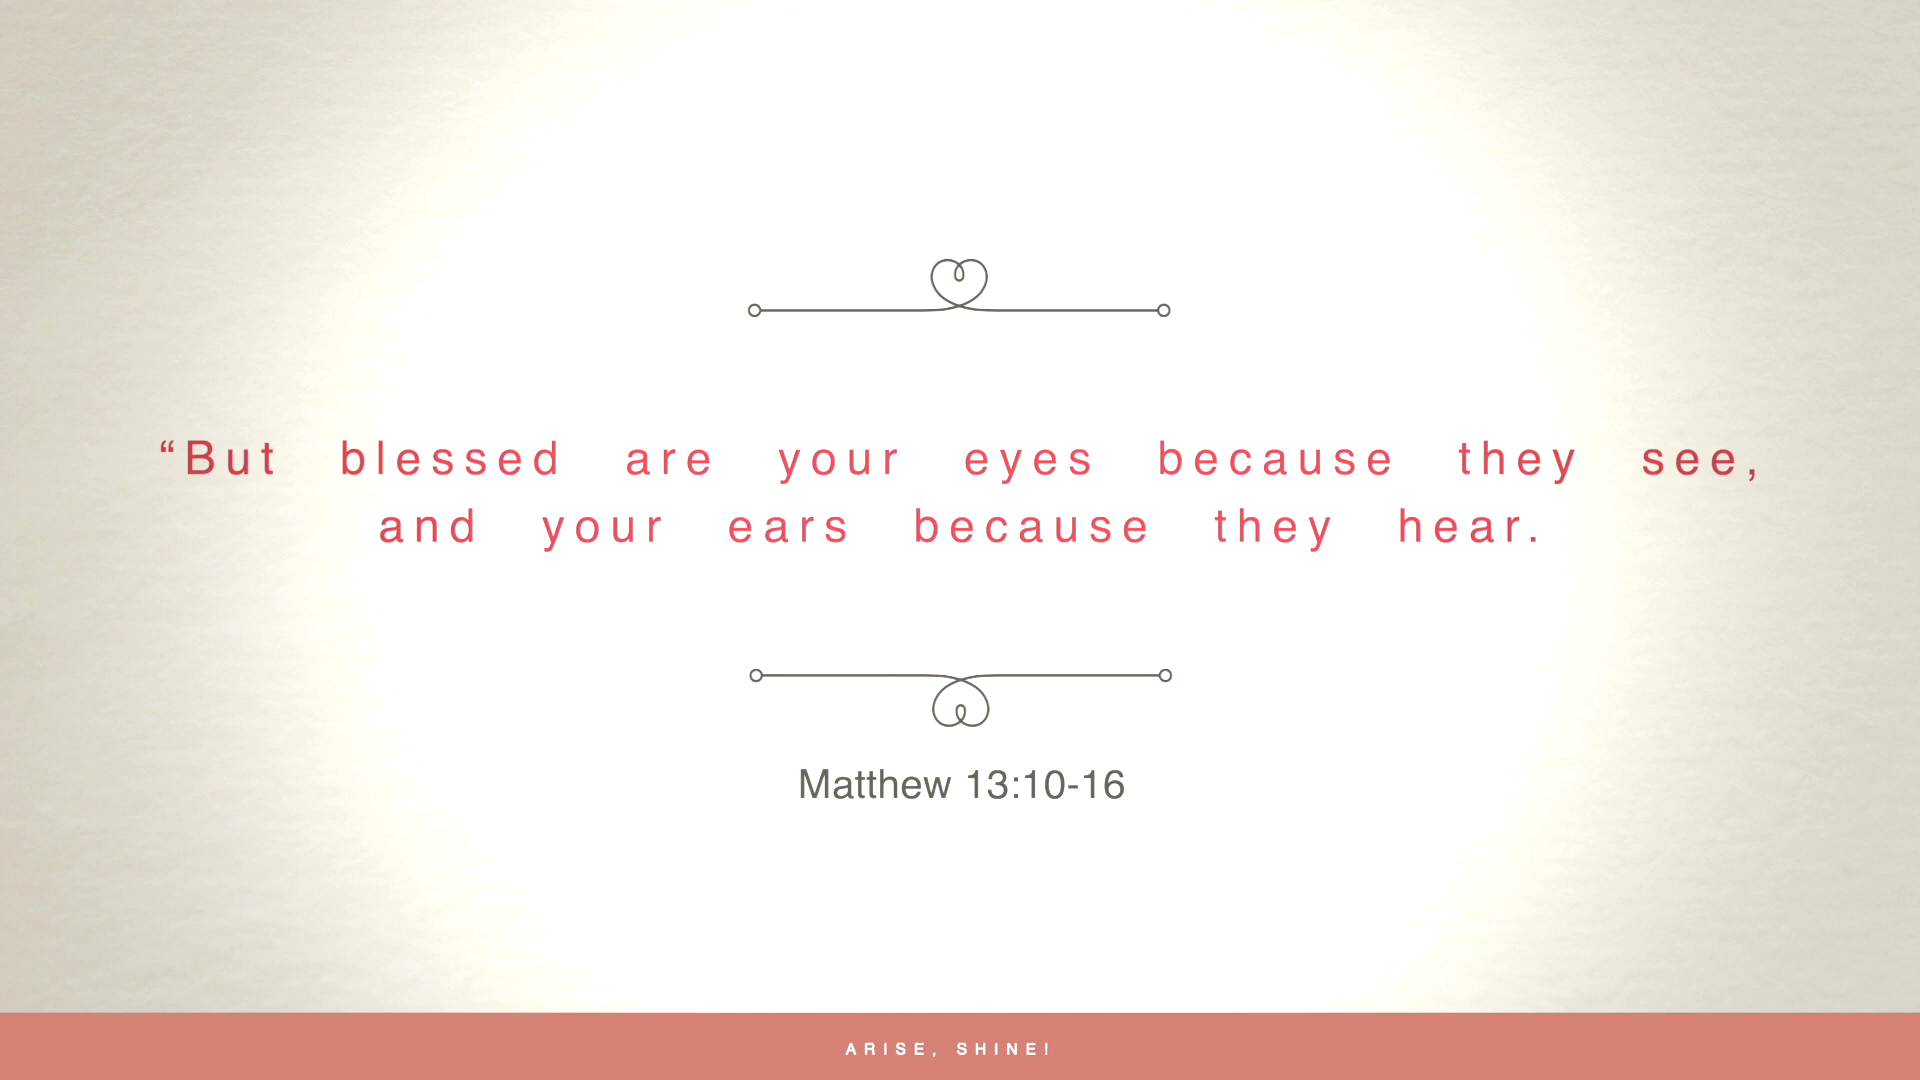 “But blessed are your eyes because they see,
and your ears because they hear.
Matthew 13:10-16
ARISE, SHINE!